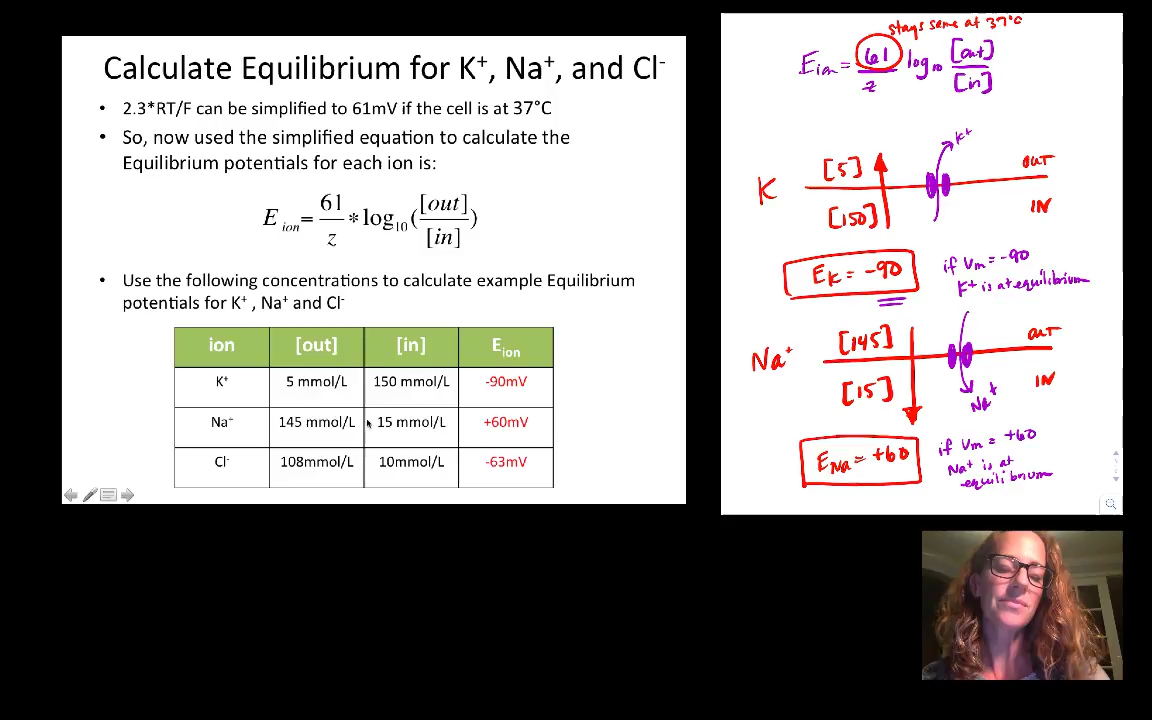 Calculate Equilibrium for K⁺, Na⁺, and Cl⁻
• 2.3*RT/F can be simplified to 61mV if the cell is at 37°C
• So, now used the simplified equation to calculate the
Equilibrium potentials for each ion is:
E ion = 61/z * log₁₀([out]/[in])
• Use the following concentrations to calculate example Equilibrium
potentials for K⁺ , Na⁺ and Cl⁻
ion [out] [in] Eion
K⁺ 5 mmol/L 150 mmol/L -90mV
Na⁺ 145 mmol/L 15 mmol/L +60mV
Cl⁻ 108mmol/L 10mmol/L -63mV
stays same at 37°C
Eion = 61/z log₁₀ [out]/[in]
K⁺
[5] OUT
K
[150] IN
EK = -90
if Vm = -90
K⁺ is at equilibrium
[145] OUT
Na⁺
[15] IN
Na⁺
ENa = +60
if Vm = +60
Na⁺ is at
equilibrium